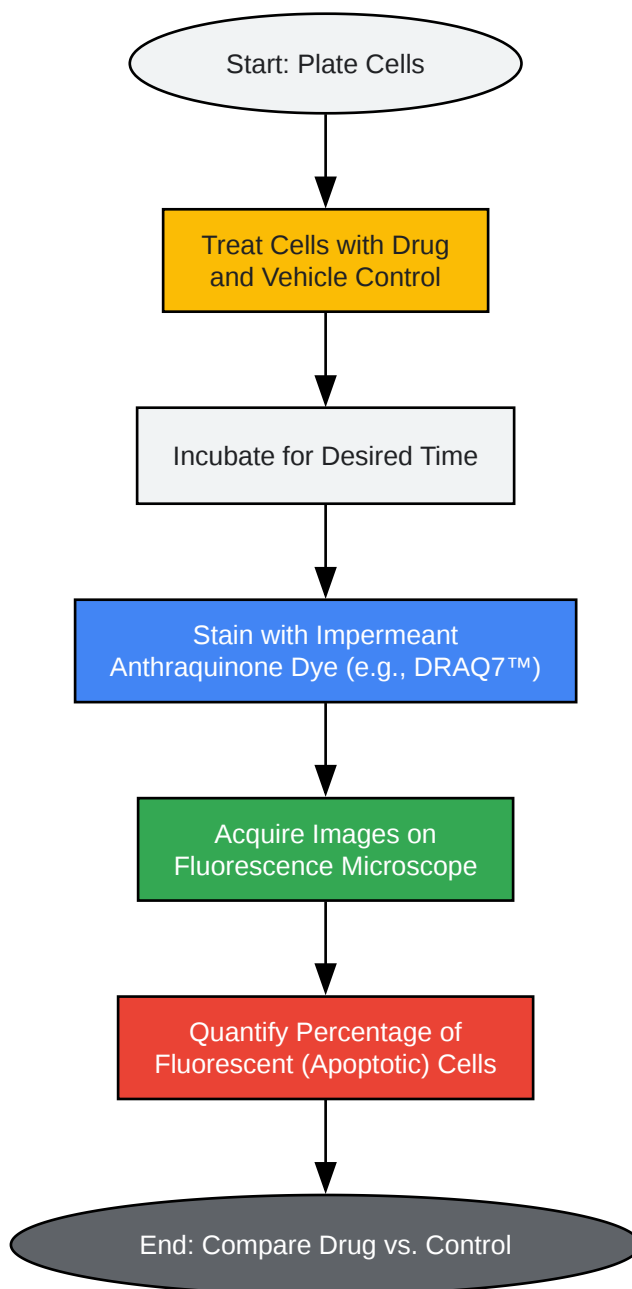 Start: Plate Cells
Treat Cells with Drug
and Vehicle Control
Incubate for Desired Time
Stain with Impermeant
Anthraquinone Dye (e.g., DRAQ7™)
Acquire Images on
Fluorescence Microscope
Quantify Percentage of
Fluorescent (Apoptotic) Cells
End: Compare Drug vs. Control